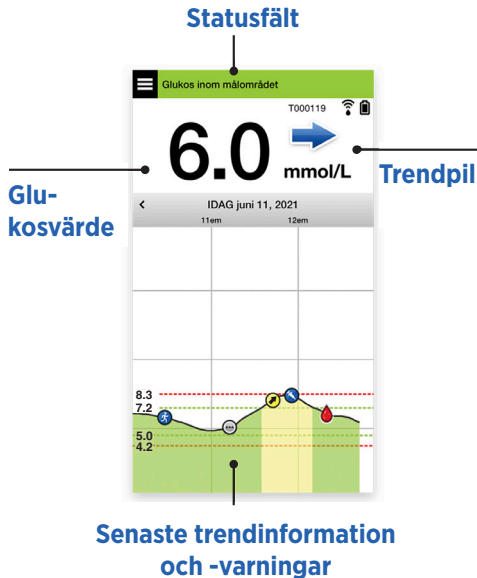 Statusfält
Glukos inom målområdet
T000119
6.0
mmol/L
Trendpil
Glu-
kosvärde
IDAG juni 11, 2021
11em 12em
8.3
7.2
5.0
4.2
Senaste trendinformation
och -varningar